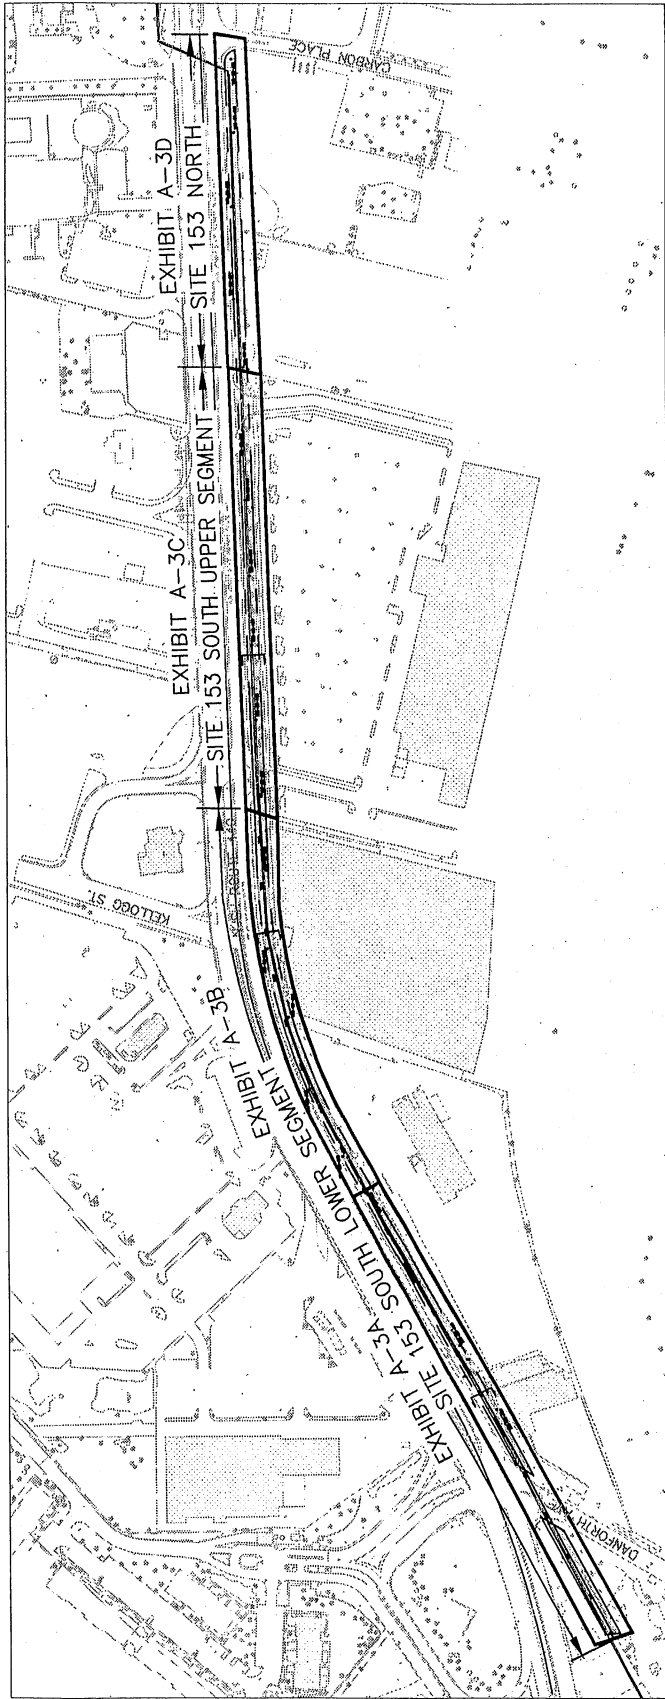 CARBON PLACE
EXHIBIT A-3D
SITE 153 NORTH
EXHIBIT A-3C
SITE 153 SOUTH UPPER SEGMENT
KELLOGG ST.
EXHIBIT A-3B
EXHIBIT A-3A
SITE 153 SOUTH LOWER SEGMENT
DANFORTH